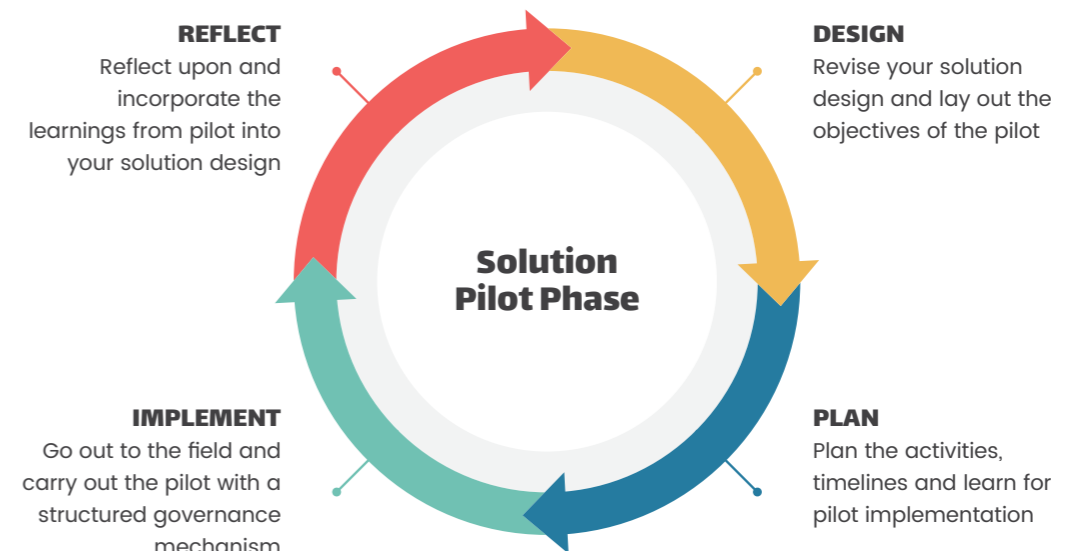 REFLECT
Reflect upon and
incorporate the
learnings from pilot into
your solution design
DESIGN
Revise your solution
design and lay out the
objectives of the pilot
Solution
Pilot Phase
IMPLEMENT
Go out to the field and
carry out the pilot with a
structured governance
mechanism
PLAN
Plan the activities,
timelines and learn for
pilot implementation